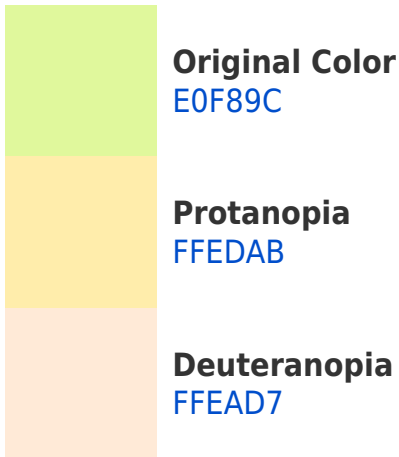 Original Color
E0F89C
Protanopia
FFEDAB
Deuteranopia
FFEAD7